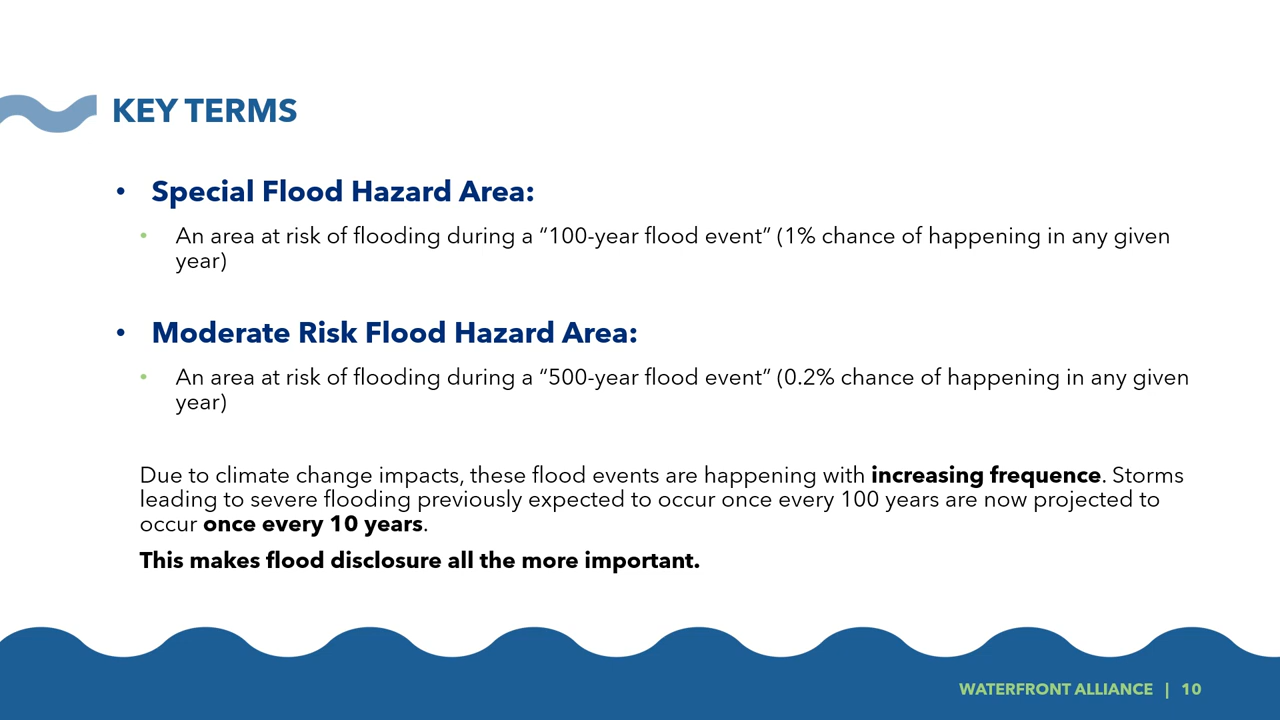 KEY TERMS
• Special Flood Hazard Area:
• An area at risk of flooding during a “100-year flood event” (1% chance of happening in any given
year)
• Moderate Risk Flood Hazard Area:
• An area at risk of flooding during a “500-year flood event” (0.2% chance of happening in any given
year)
Due to climate change impacts, these flood events are happening with increasing frequence. Storms
leading to severe flooding previously expected to occur once every 100 years are now projected to
occur once every 10 years.
This makes flood disclosure all the more important.
WATERFRONT ALLIANCE | 10